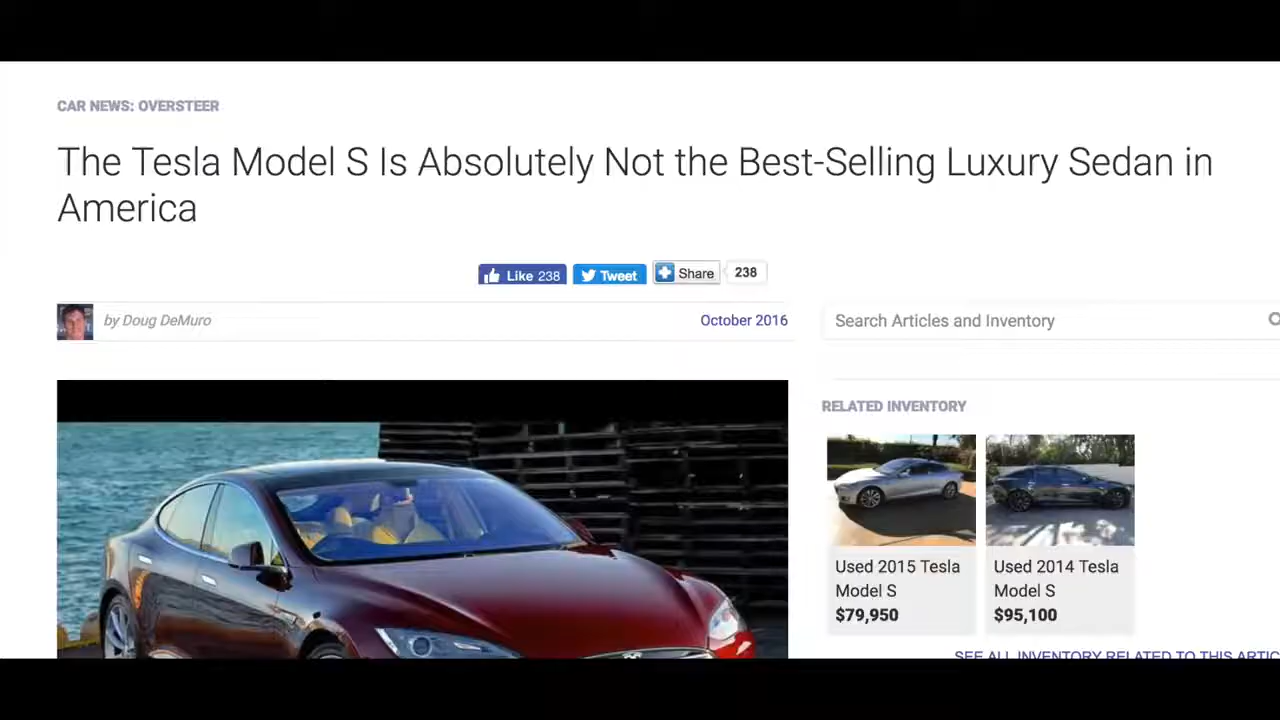 CAR NEWS: OVERSTEER
The Tesla Model S Is Absolutely Not the Best-Selling Luxury Sedan in
America
Like 238
Tweet
Share
238
by Doug DeMuro
October 2016
Search Articles and Inventory
RELATED INVENTORY
Used 2015 Tesla
Model S
$79,950
Used 2014 Tesla
Model S
$95,100
SEE ALL INVENTORY RELATED TO THIS ARTIC